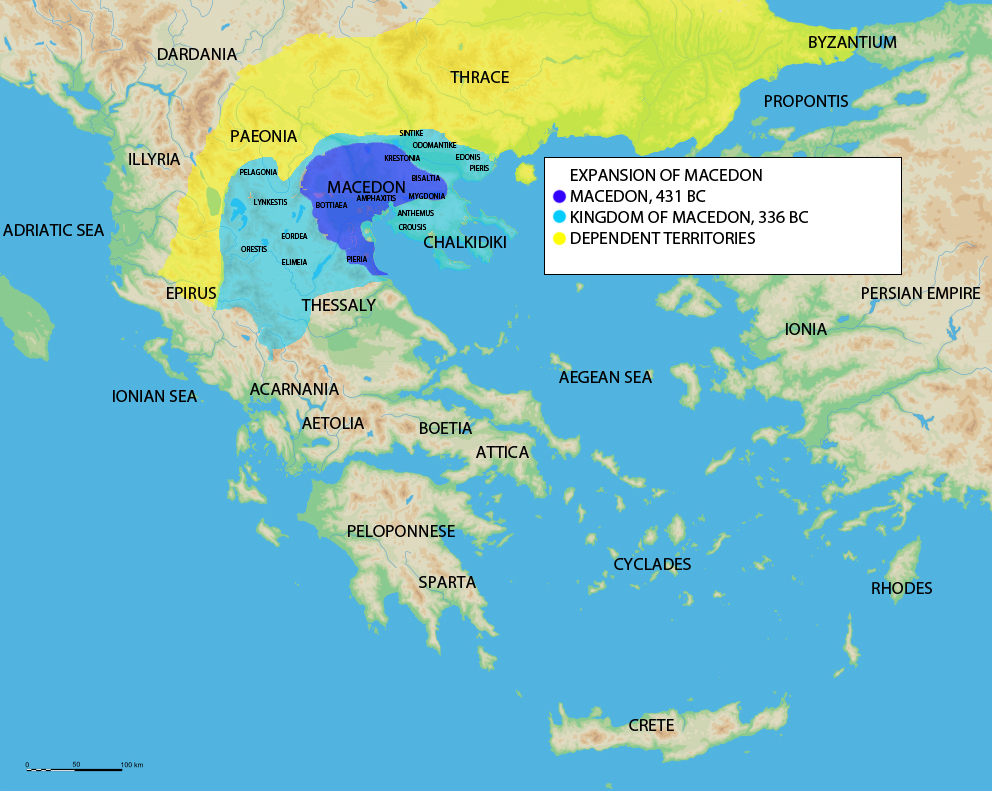 DARDANIA
BYZANTIUM
THRACE
PROPONTIS
SINTIKE
PAEONIA
ODOMANTIKE
ILLYRIA
KRESTONIA
EDONIS
PIERIS
PELAGONIA
BISALTIA
MACEDON
LYNKESTIS
AMPHAXITIS
MYGDONIA
BOTTIAEA
ANTHEMUS
ADRIATIC SEA
CROUSIS
EORDEA
CHALKIDIKI
ORESTIS
ELIMEIA
PIERIA
EXPANSION OF MACEDON
MACEDON, 431 BC
KINGDOM OF MACEDON, 336 BC
DEPENDENT TERRITORIES
EPIRUS
PERSIAN EMPIRE
THESSALY
IONIA
AEGEAN SEA
ACARNANIA
IONIAN SEA
AETOLIA
BOETIA
ATTICA
PELOPONNESE
CYCLADES
SPARTA
RHODES
CRETE
0 50 100 km